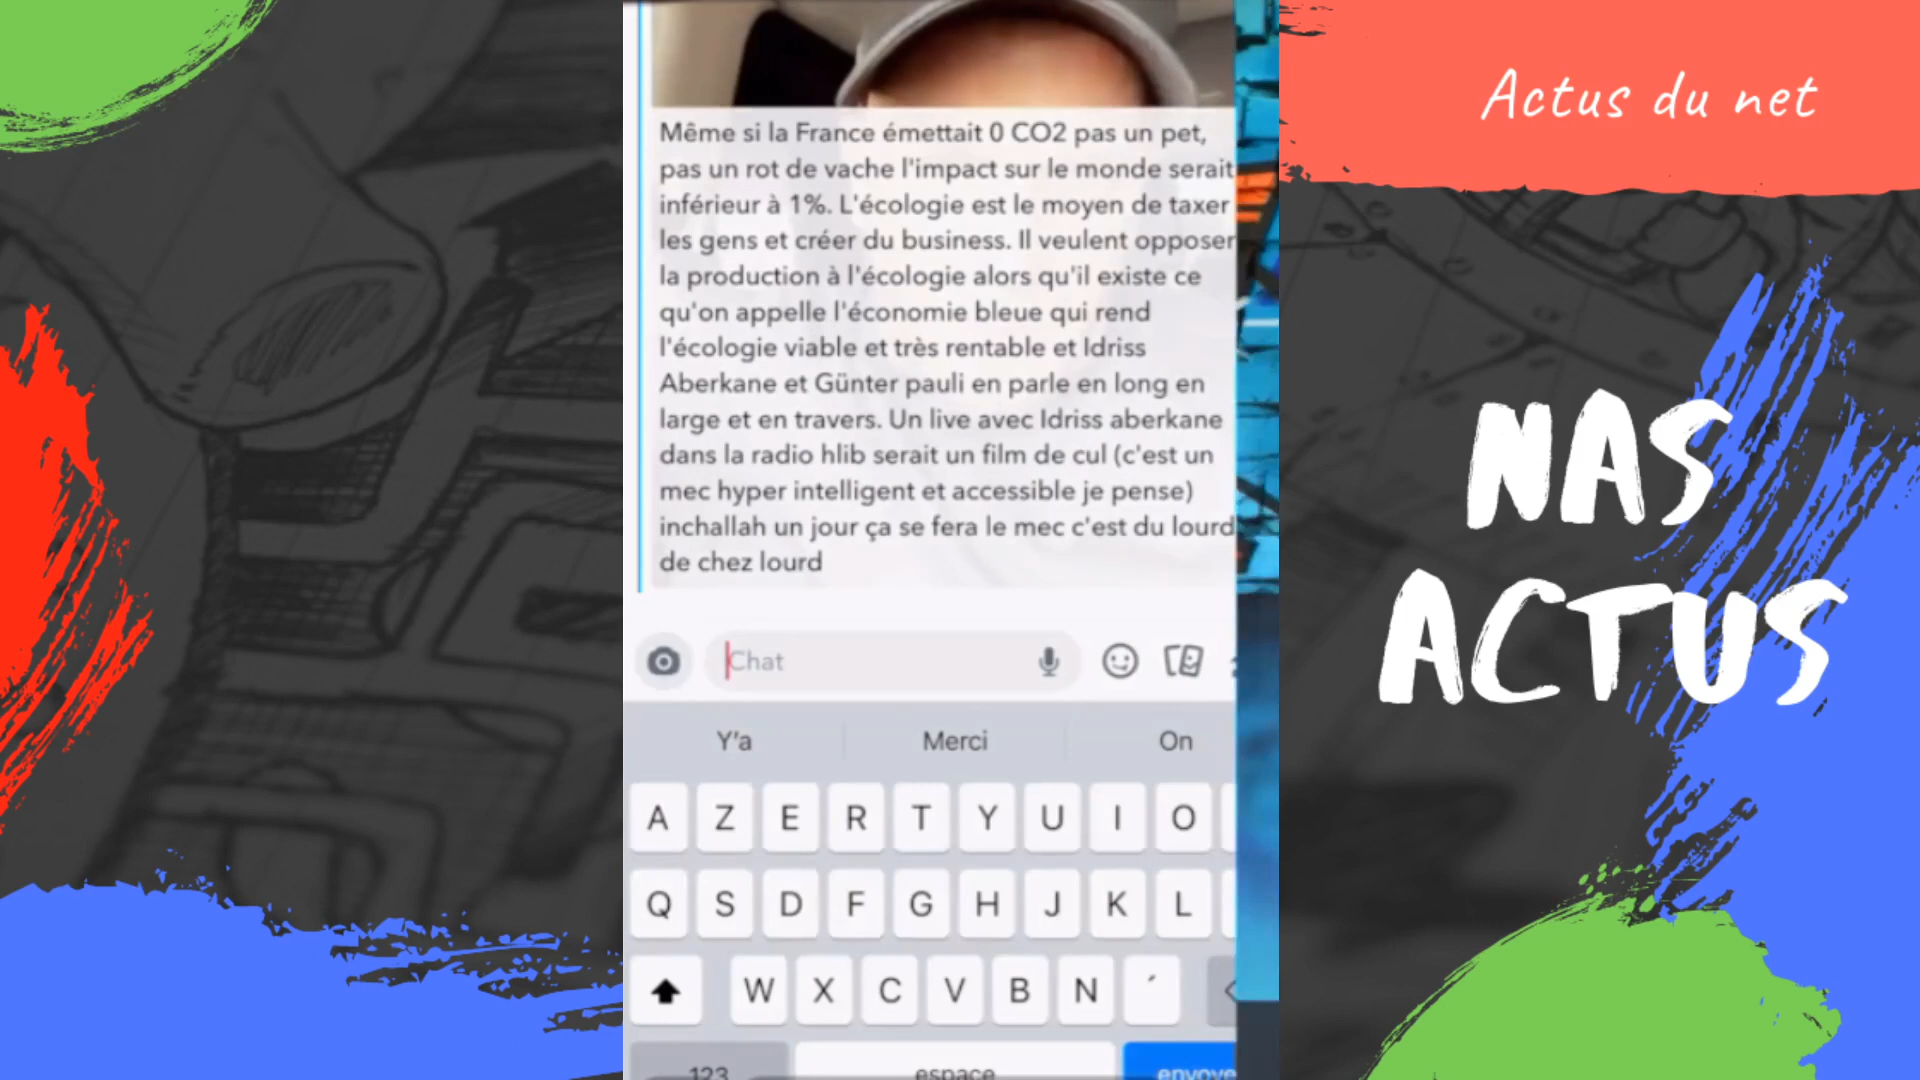 Actus du net
NAS
ACTUS
Même si la France émettait 0 CO2 pas un pet,
pas un rot de vache l'impact sur le monde serait
inférieur à 1%. L'écologie est le moyen de taxer
les gens et créer du business. Il veulent opposer
la production à l'écologie alors qu'il existe ce
qu'on appelle l'économie bleue qui rend
l'écologie viable et très rentable et Idriss
Aberkane et Günter pauli en parle en long en
large et en travers. Un live avec Idriss aberkane
dans la radio hlib serait un film de cul (c'est un
mec hyper intelligent et accessible je pense)
inchallah un jour ça se fera le mec c'est du lourd
de chez lourd
Chat
Y'a Merci On
A Z E R T Y U I O
Q S D F G H J K L
W X C V B N ´
123 espace envoye